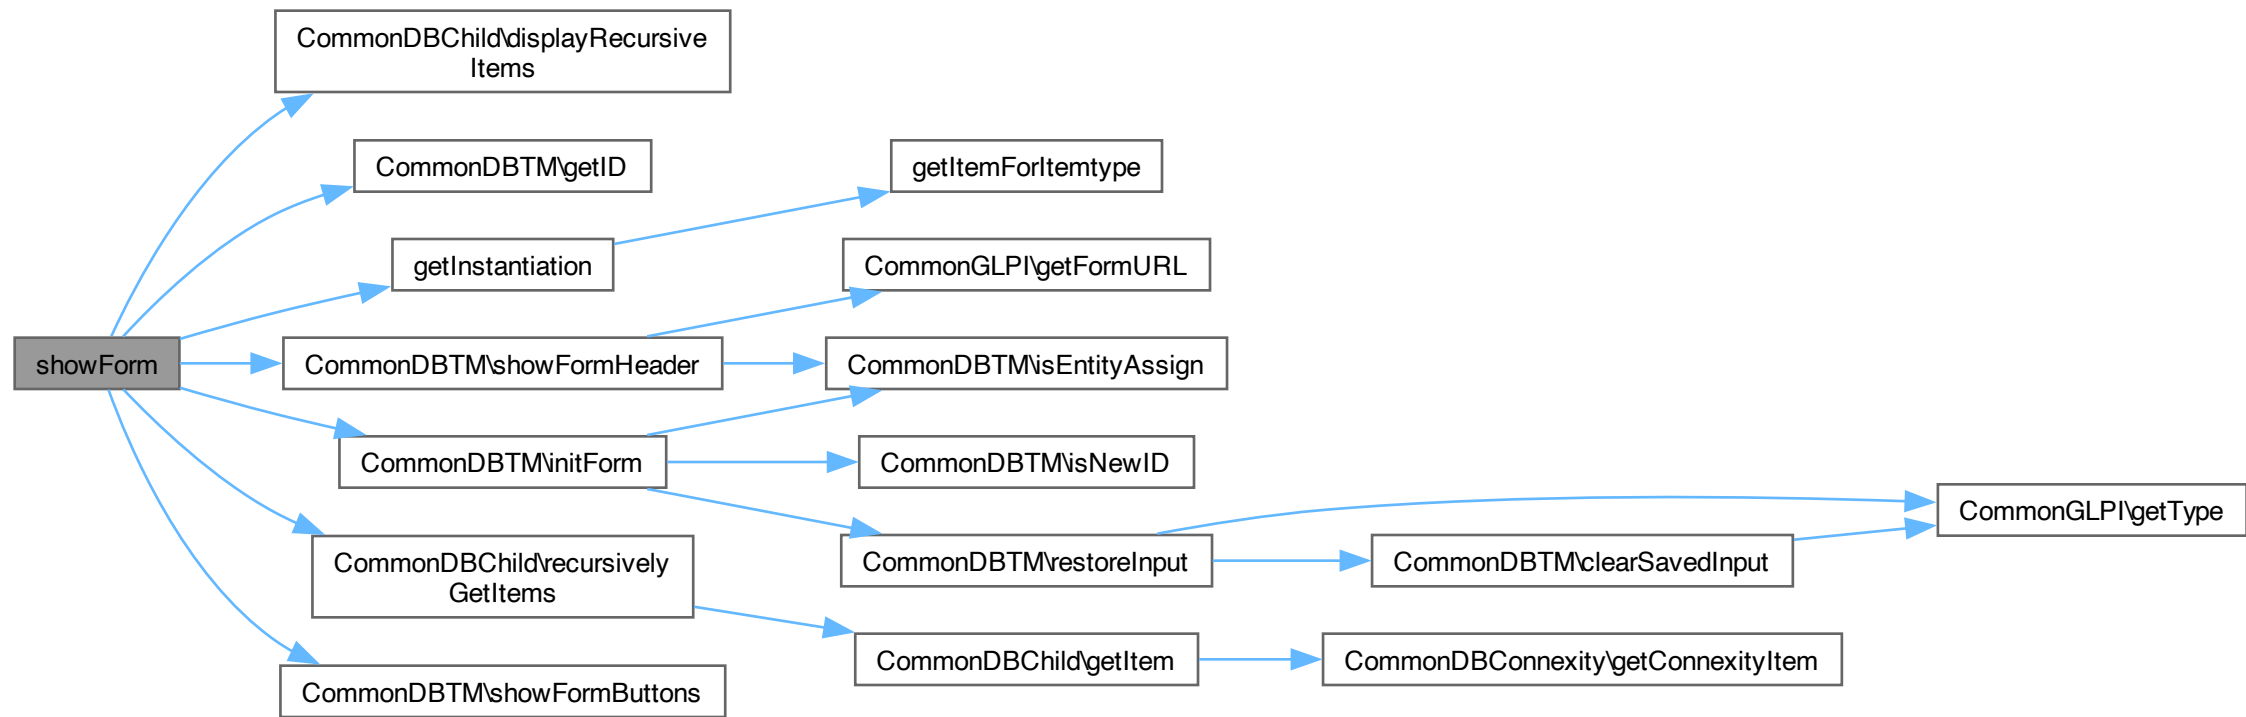 CommonDBChild\displayRecursive
Items
CommonDBTM\getID
getItemForItemtype
getInstantiation
CommonGLPI\getFormURL
showForm
CommonDBTM\showFormHeader
CommonDBTM\isEntityAssign
CommonDBTM\initForm
CommonDBTM\isNewID
CommonGLPI\getType
CommonDBChild\recursively
GetItems
CommonDBTM\restoreInput
CommonDBTM\clearSavedInput
CommonDBChild\getItem
CommonDBConnexity\getConnexityItem
CommonDBTM\showFormButtons